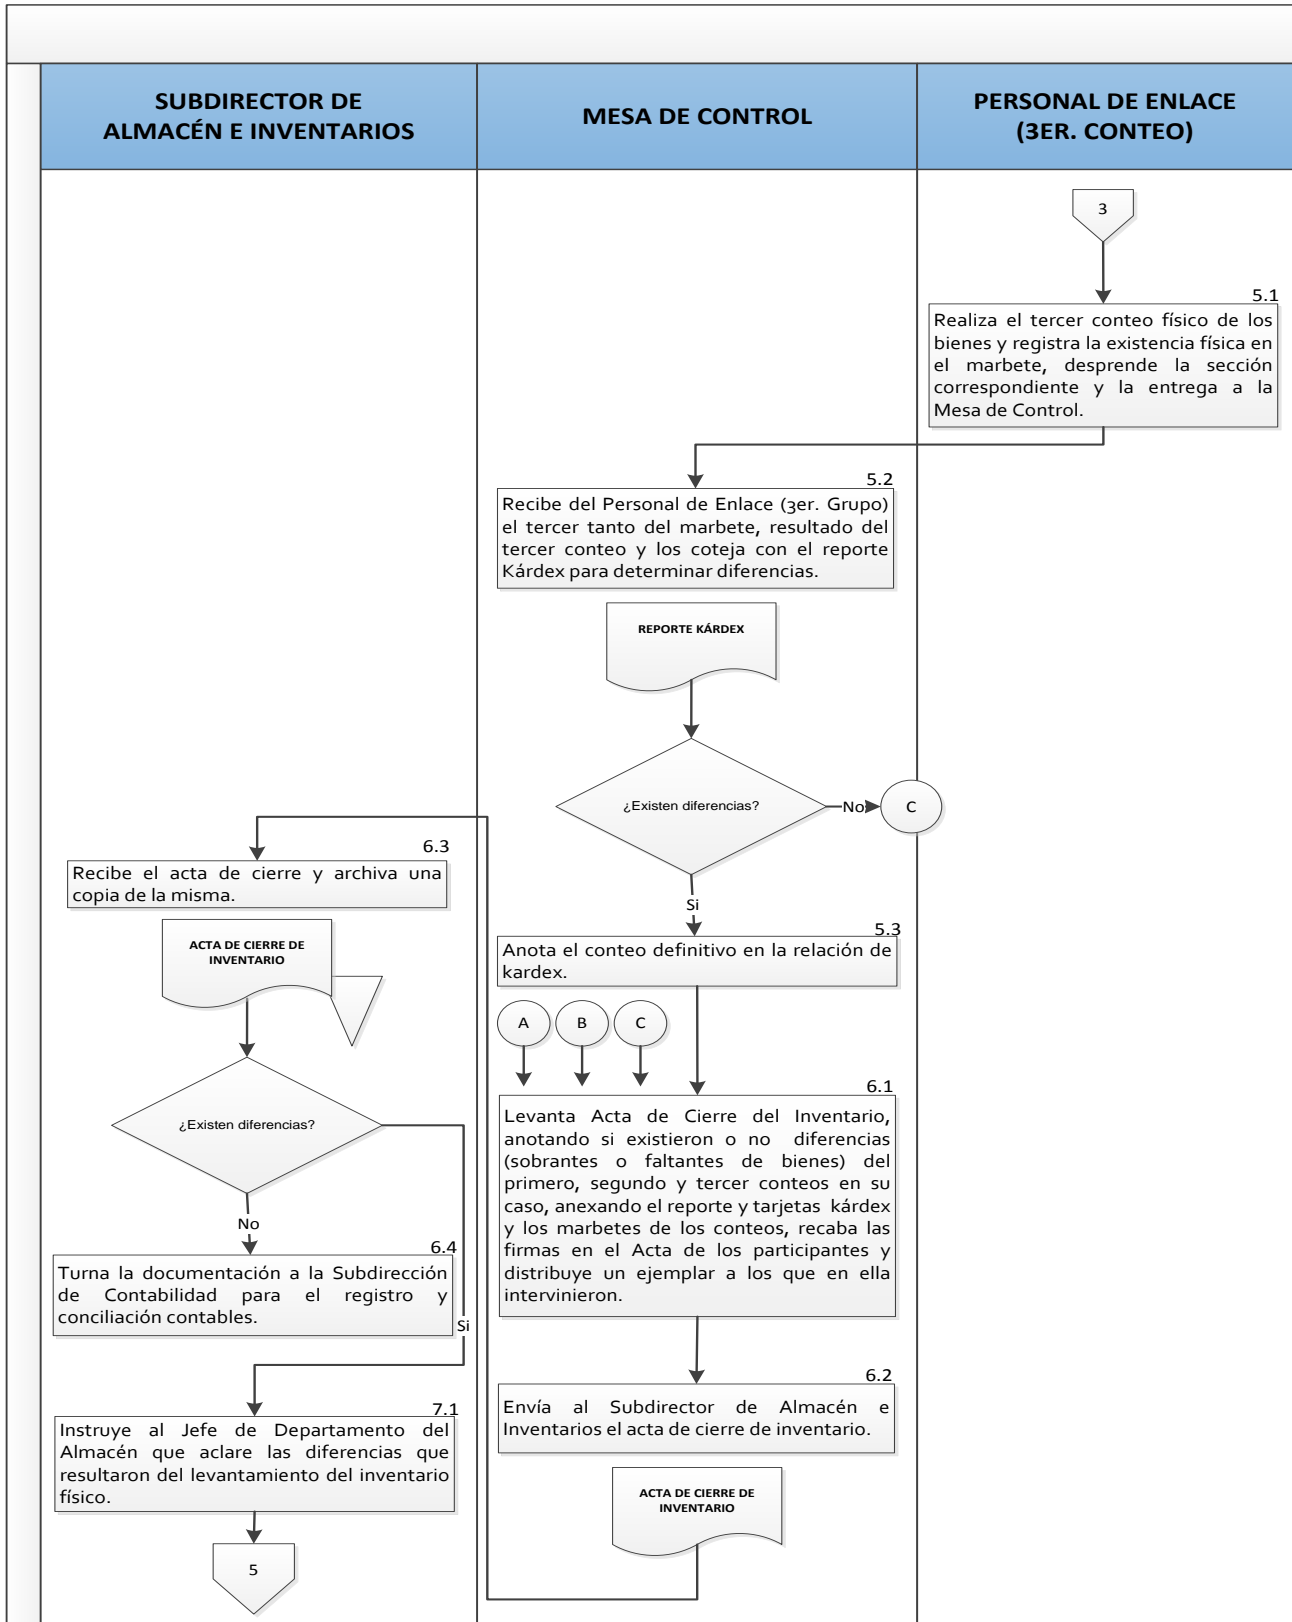 SUBDIRECTOR DE
ALMACÉN E INVENTARIOS
MESA DE CONTROL
PERSONAL DE ENLACE
(3ER. CONTEO)
3
5.1
Realiza el tercer conteo físico de los
bienes y registra la existencia física en
el marbete, desprende la sección
correspondiente y la entrega a la
Mesa de Control.
5.2
Recibe del Personal de Enlace (3er. Grupo)
el tercer tanto del marbete, resultado del
tercer conteo y los coteja con el reporte
Kárdex para determinar diferencias.
REPORTE KÁRDEX
¿Existen diferencias?
No
C
Si
5.3
Anota el conteo definitivo en la relación de
kardex.
A
B
C
6.1
Levanta Acta de Cierre del Inventario,
anotando si existieron o no diferencias
(sobrantes o faltantes de bienes) del
primero, segundo y tercer conteos en su
caso, anexando el reporte y tarjetas kárdex
y los marbetes de los conteos, recaba las
firmas en el Acta de los participantes y
distribuye un ejemplar a los que en ella
intervinieron.
6.2
Envía al Subdirector de Almacén e
Inventarios el acta de cierre de inventario.
ACTA DE CIERRE DE
INVENTARIO
6.3
Recibe el acta de cierre y archiva una
copia de la misma.
ACTA DE CIERRE DE
INVENTARIO
¿Existen diferencias?
No
6.4
Turna la documentación a la Subdirección
de Contabilidad para el registro y
conciliación contables.
Si
7.1
Instruye al Jefe de Departamento del
Almacén que aclare las diferencias que
resultaron del levantamiento del inventario
físico.
5